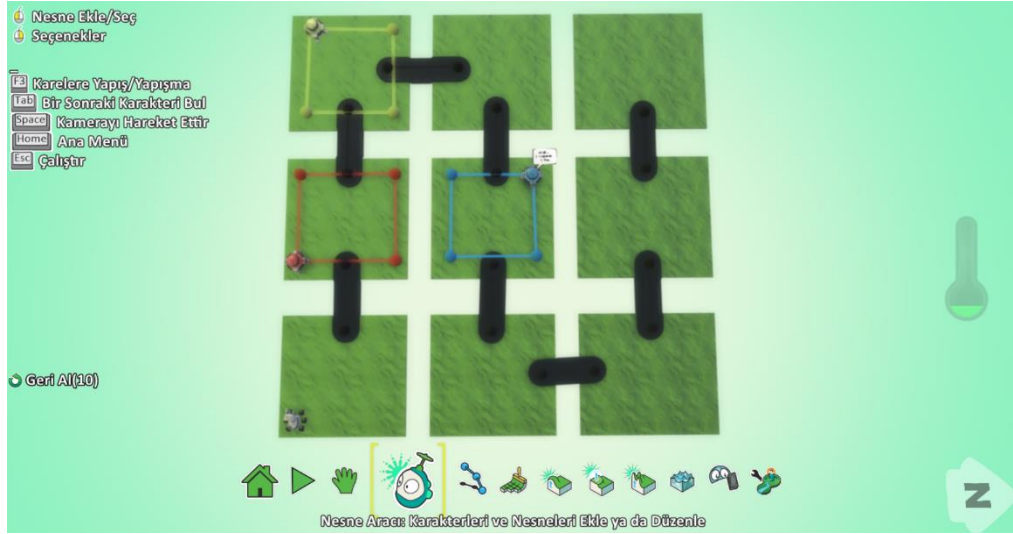 Nesne Ekle/Seç
Seçenekler
F3 Karelere Yapış/Yapışma
Tab Bir Sonraki Karakteri Bul
Space Kamerayı Hareket Ettir
Home Ana Menü
Esc Çalıştır
Geri Al(10)
Nesne Aracı: Karakterleri ve Nesneleri Ekle ya da Düzenle
Z